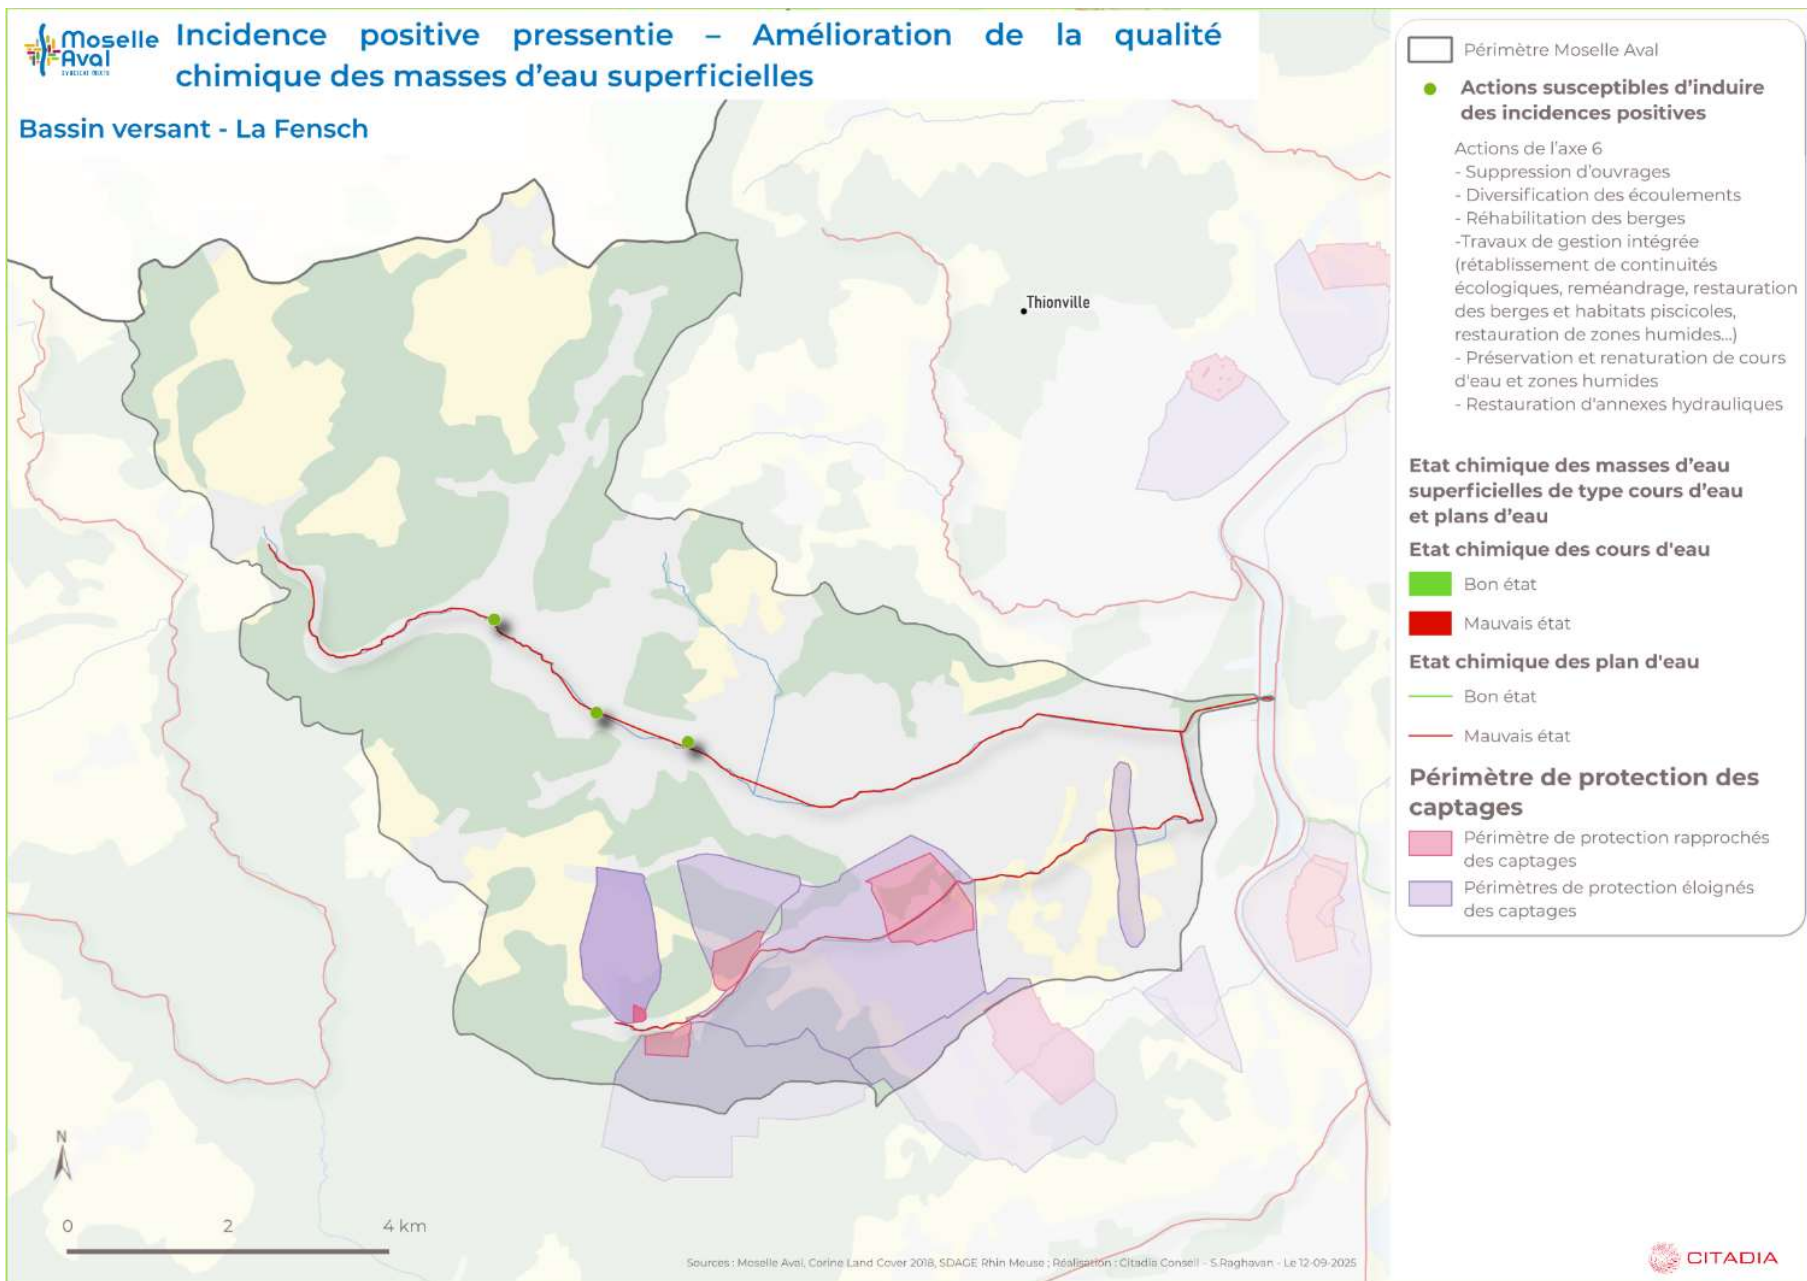 Moselle
Aval
SYNDICAT MIXTE
Incidence positive pressentie – Amélioration de la qualité
chimique des masses d'eau superficielles
Bassin versant - La Fensch
Thionville
N
0 2 4 km
Sources : Moselle Aval, Corine Land Cover 2018, SDAGE Rhin Meuse ; Réalisation : Citadia Conseil - S.Raghavan - Le 12-09-2025
Périmètre Moselle Aval
Actions susceptibles d'induire
des incidences positives
Actions de l'axe 6
- Suppression d'ouvrages
- Diversification des écoulements
- Réhabilitation des berges
-Travaux de gestion intégrée
(rétablissement de continuités
écologiques, reméandrage, restauration
des berges et habitats piscicoles,
restauration de zones humides...)
- Préservation et renaturation de cours
d'eau et zones humides
- Restauration d'annexes hydrauliques
Etat chimique des masses d'eau
superficielles de type cours d'eau
et plans d'eau
Etat chimique des cours d'eau
Bon état
Mauvais état
Etat chimique des plan d'eau
Bon état
Mauvais état
Périmètre de protection des
captages
Périmètre de protection rapprochés
des captages
Périmètres de protection éloignés
des captages
CITADIA